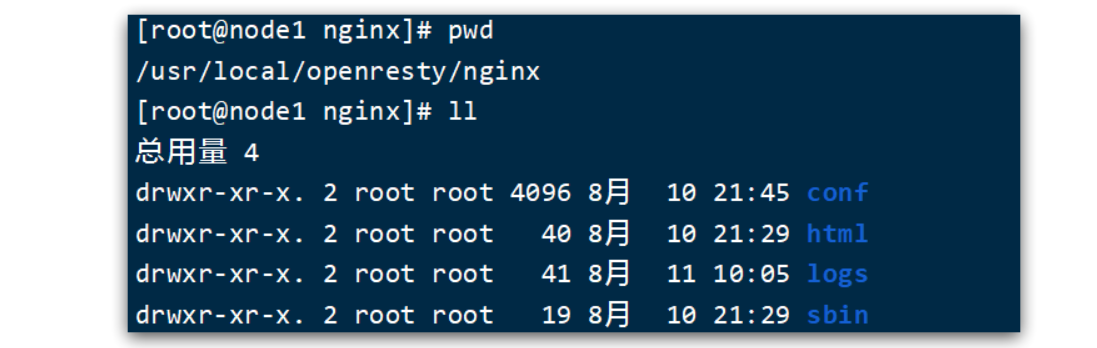 [root@node1 nginx]# pwd
/usr/local/openresty/nginx
[root@node1 nginx]# ll
总用量 4
drwxr-xr-x. 2 root root 4096 8月  10 21:45 conf
drwxr-xr-x. 2 root root   40 8月  10 21:29 html
drwxr-xr-x. 2 root root   41 8月  11 10:05 logs
drwxr-xr-x. 2 root root   19 8月  10 21:29 sbin